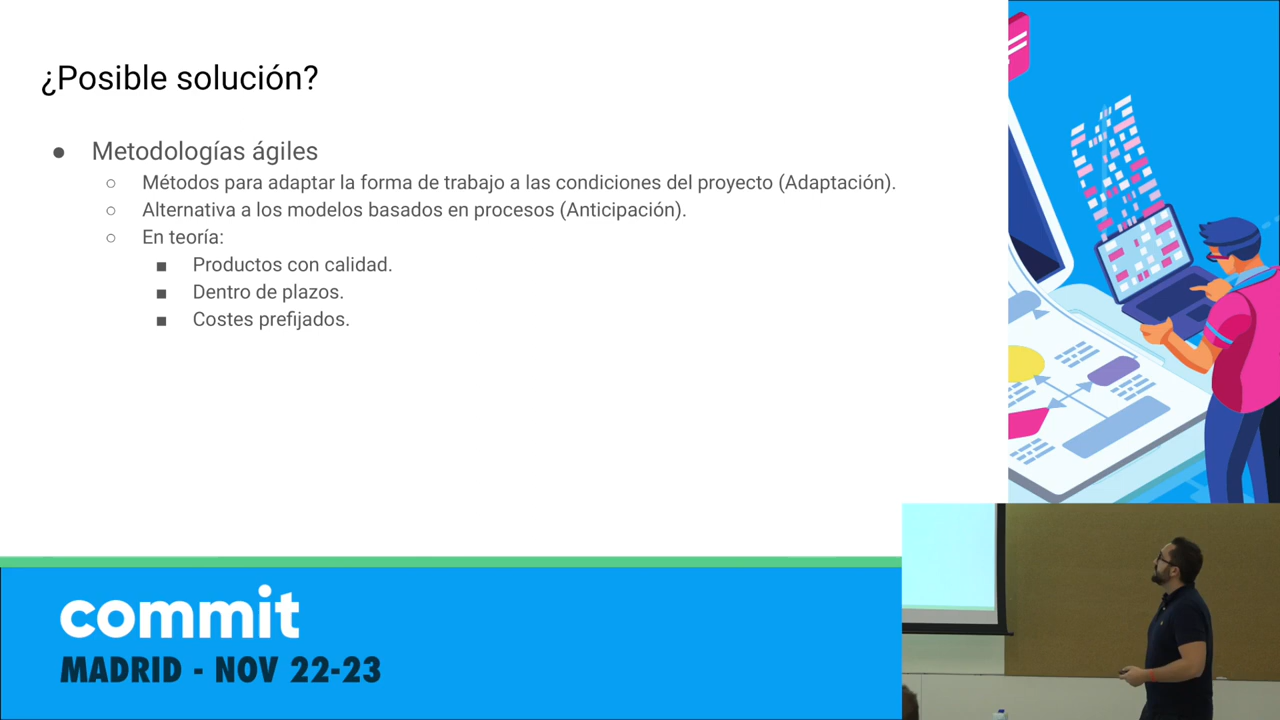 ¿Posible solución?
● Metodologías ágiles
○ Métodos para adaptar la forma de trabajo a las condiciones del proyecto (Adaptación).
○ Alternativa a los modelos basados en procesos (Anticipación).
○ En teoría:
■ Productos con calidad.
■ Dentro de plazos.
■ Costes prefijados.
commit
MADRID - NOV 22-23